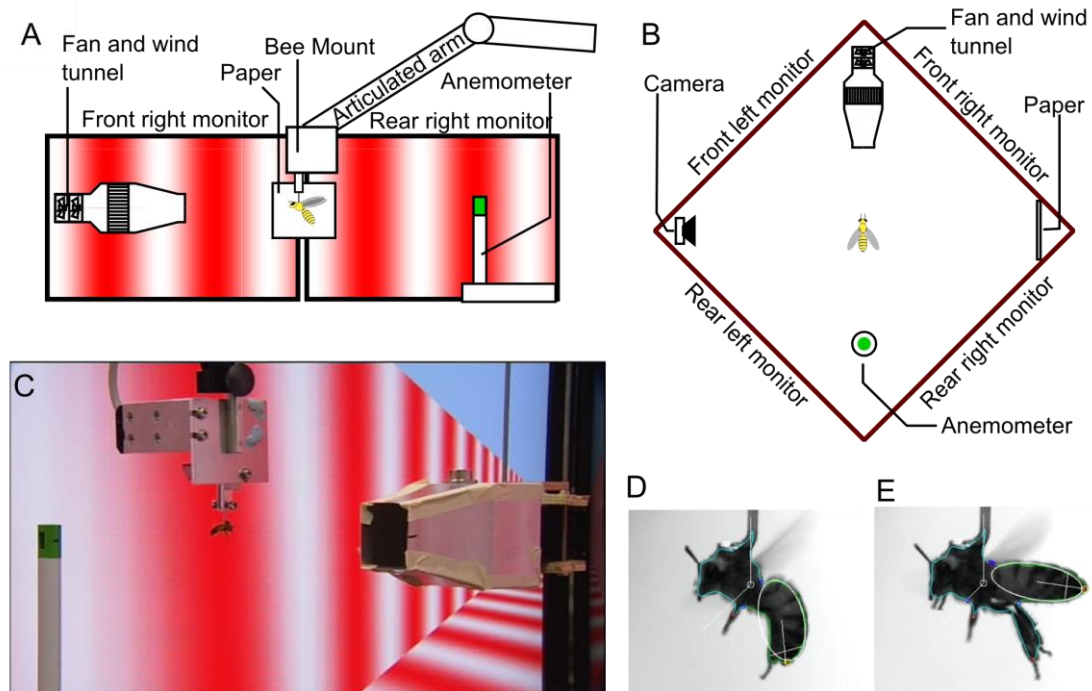 A
Fan and wind
tunnel
Bee Mount
Paper
Articulated arm
Anemometer
Front right monitor
Rear right monitor
B
Fan and wind
tunnel
Camera
Paper
Front left monitor
Front right monitor
Rear left monitor
Rear right monitor
Anemometer
C
D
E